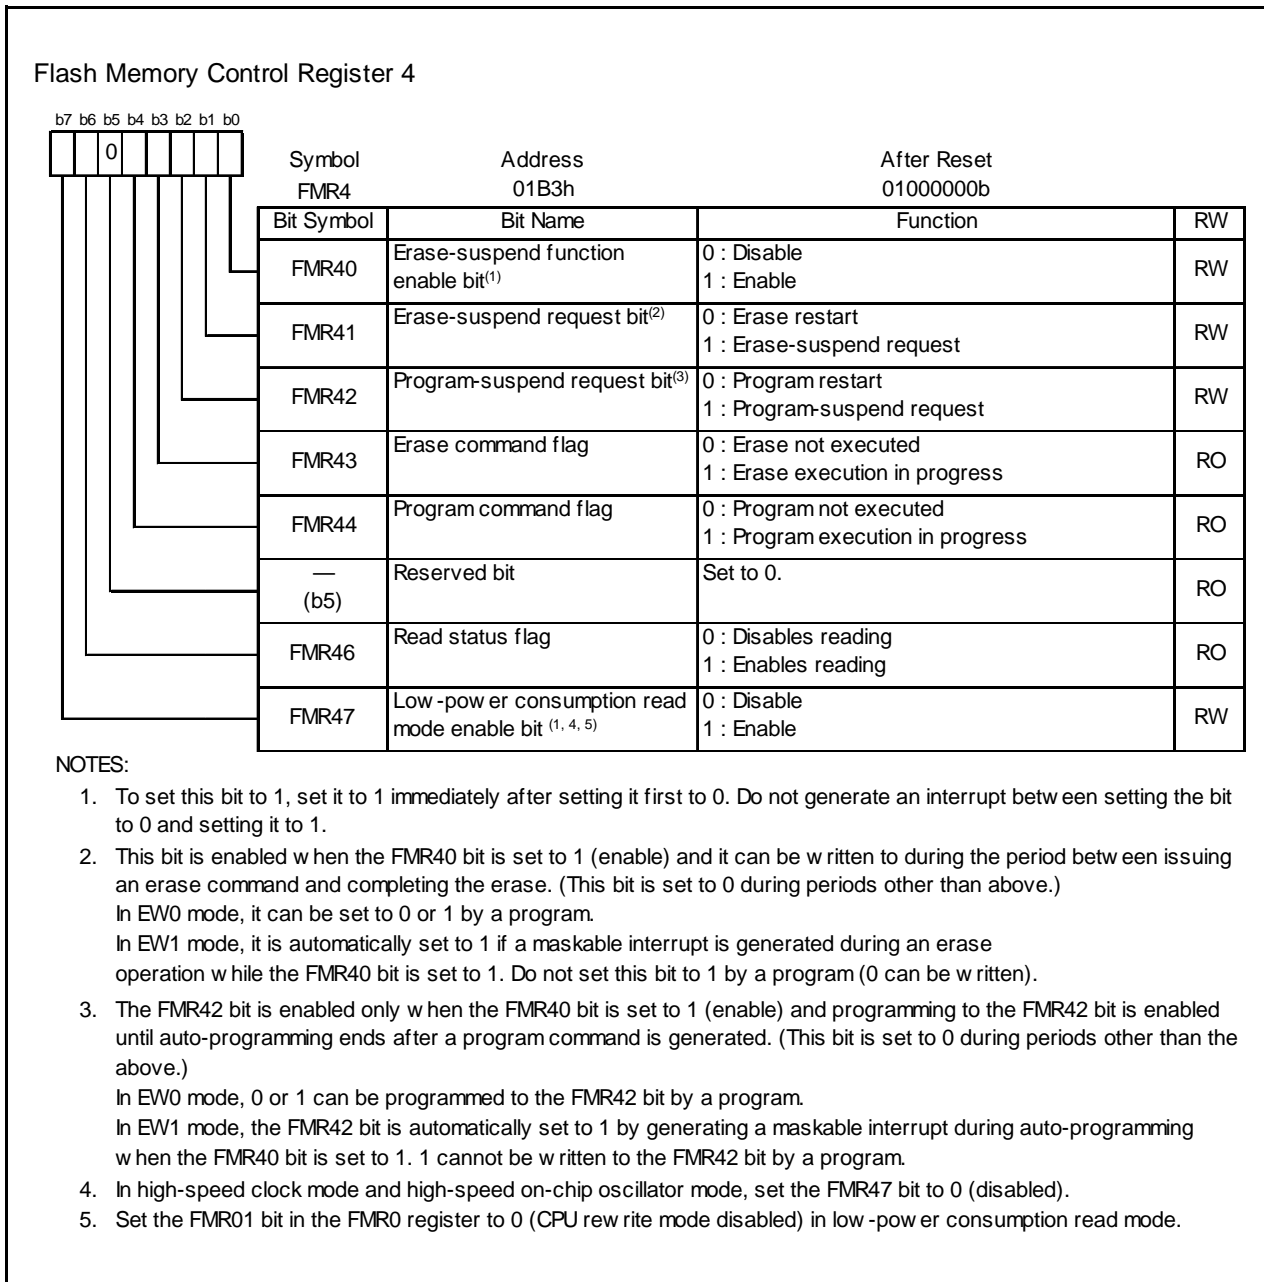 Flash Memory Control Register 4
b7 b6 b5 b4 b3 b2 b1 b0
0
Symbol Address After Reset
FMR4 01B3h 01000000b
Bit Symbol Bit Name Function RW
FMR40 Erase-suspend function enable bit(1) 0 : Disable RW
1 : Enable
FMR41 Erase-suspend request bit(2) 0 : Erase restart RW
1 : Erase-suspend request
FMR42 Program-suspend request bit(3) 0 : Program restart RW
1 : Program-suspend request
FMR43 Erase command flag 0 : Erase not executed RO
1 : Erase execution in progress
FMR44 Program command flag 0 : Program not executed RO
1 : Program execution in progress
— (b5) Reserved bit Set to 0. RO
FMR46 Read status flag 0 : Disables reading RO
1 : Enables reading
FMR47 Low-power consumption read mode enable bit (1, 4, 5) 0 : Disable RW
1 : Enable
NOTES:
1. To set this bit to 1, set it to 1 immediately after setting it first to 0. Do not generate an interrupt between setting the bit
to 0 and setting it to 1.
2. This bit is enabled when the FMR40 bit is set to 1 (enable) and it can be written to during the period between issuing
an erase command and completing the erase. (This bit is set to 0 during periods other than above.)
In EW0 mode, it can be set to 0 or 1 by a program.
In EW1 mode, it is automatically set to 1 if a maskable interrupt is generated during an erase
operation while the FMR40 bit is set to 1. Do not set this bit to 1 by a program (0 can be written).
3. The FMR42 bit is enabled only when the FMR40 bit is set to 1 (enable) and programming to the FMR42 bit is enabled
until auto-programming ends after a program command is generated. (This bit is set to 0 during periods other than the
above.)
In EW0 mode, 0 or 1 can be programmed to the FMR42 bit by a program.
In EW1 mode, the FMR42 bit is automatically set to 1 by generating a maskable interrupt during auto-programming
when the FMR40 bit is set to 1. 1 cannot be written to the FMR42 bit by a program.
4. In high-speed clock mode and high-speed on-chip oscillator mode, set the FMR47 bit to 0 (disabled).
5. Set the FMR01 bit in the FMR0 register to 0 (CPU rewrite mode disabled) in low-power consumption read mode.